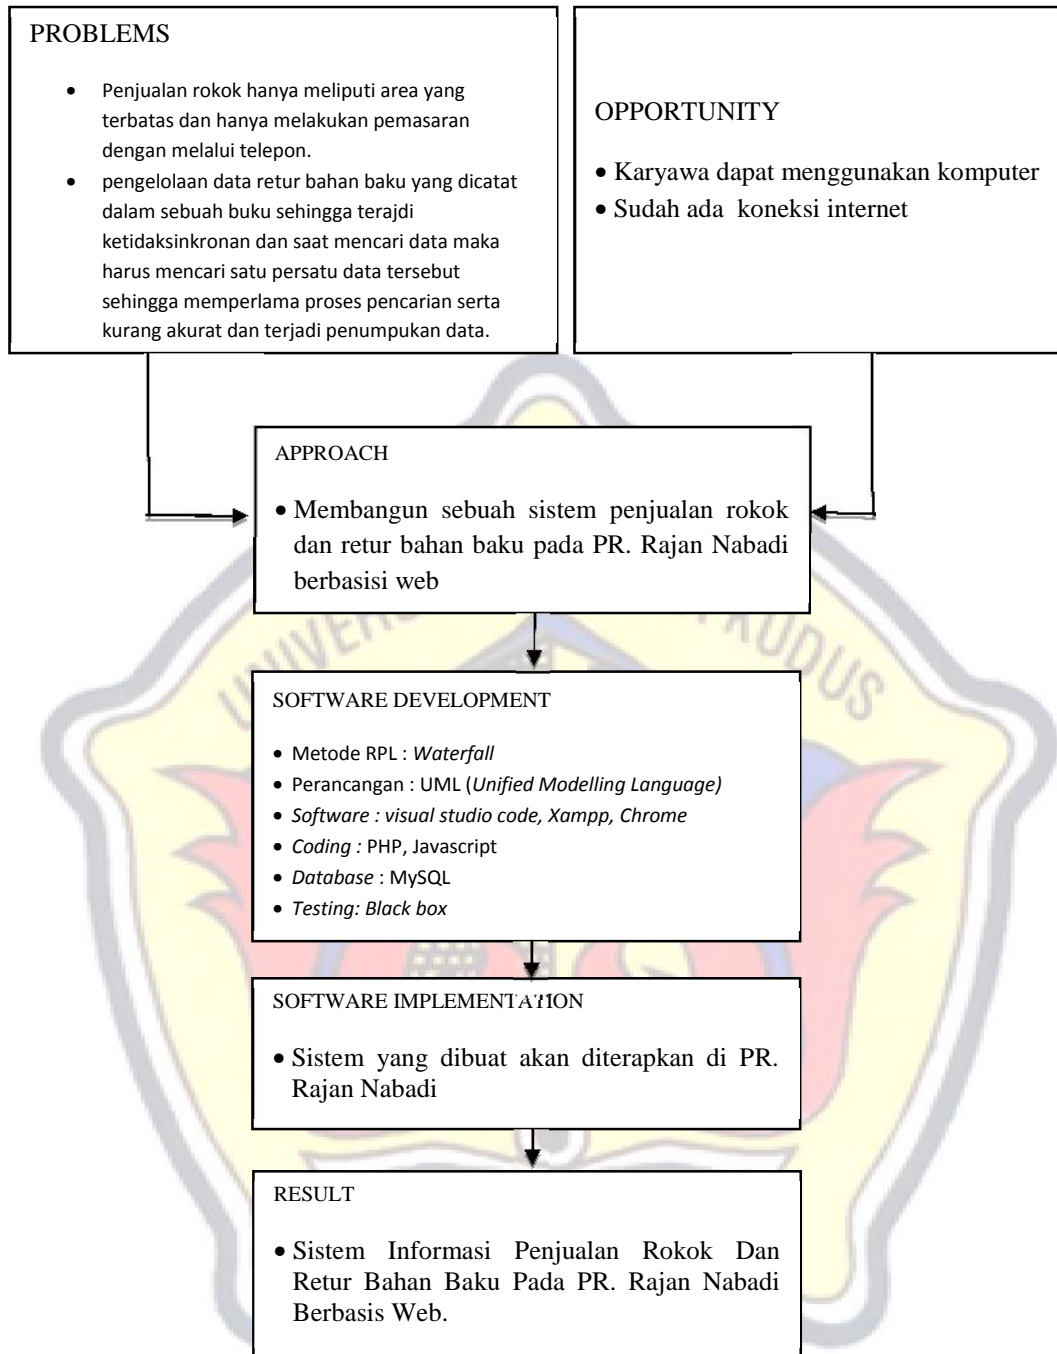 PROBLEMS
• Penjualan rokok hanya meliputi area yang
terbatas dan hanya melakukan pemasaran
dengan melalui telepon.
• pengelolaan data retur bahan baku yang dicatat
dalam sebuah buku sehingga terajdi
ketidaksinkronan dan saat mencari data maka
harus mencari satu persatu data tersebut
sehingga memperlama proses pencarian serta
kurang akurat dan terjadi penumpukan data.
OPPORTUNITY
• Karyawa dapat menggunakan komputer
• Sudah ada koneksi internet
APPROACH
• Membangun sebuah sistem penjualan rokok
dan retur bahan baku pada PR. Rajan Nabadi
berbasisi web
SOFTWARE DEVELOPMENT
• Metode RPL : Waterfall
• Perancangan : UML (Unified Modelling Language)
• Software : visual studio code, Xampp, Chrome
• Coding : PHP, Javascript
• Database : MySQL
• Testing: Black box
SOFTWARE IMPLEMENTATION
• Sistem yang dibuat akan diterapkan di PR.
Rajan Nabadi
RESULT
• Sistem Informasi Penjualan Rokok Dan
Retur Bahan Baku Pada PR. Rajan Nabadi
Berbasis Web.
KUDUS